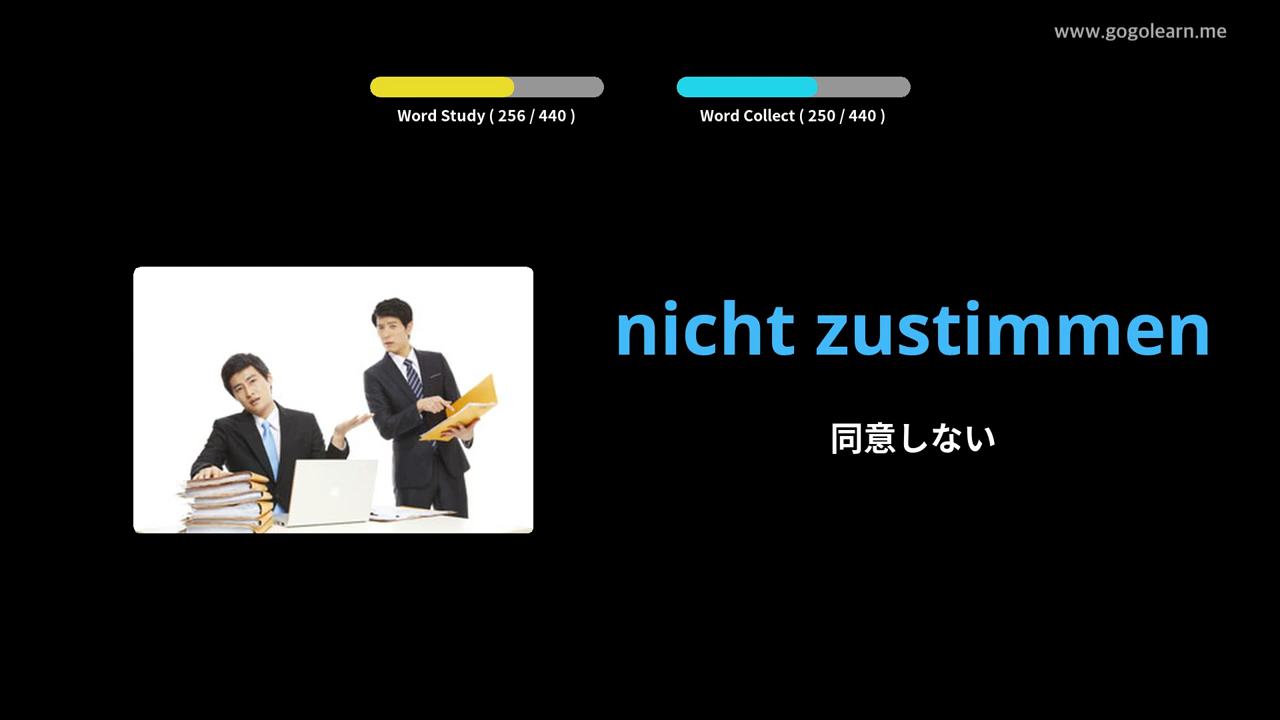 www.gogolearn.me
Word Study ( 256 / 440 )
Word Collect ( 250 / 440 )
nicht zustimmen
同意しない